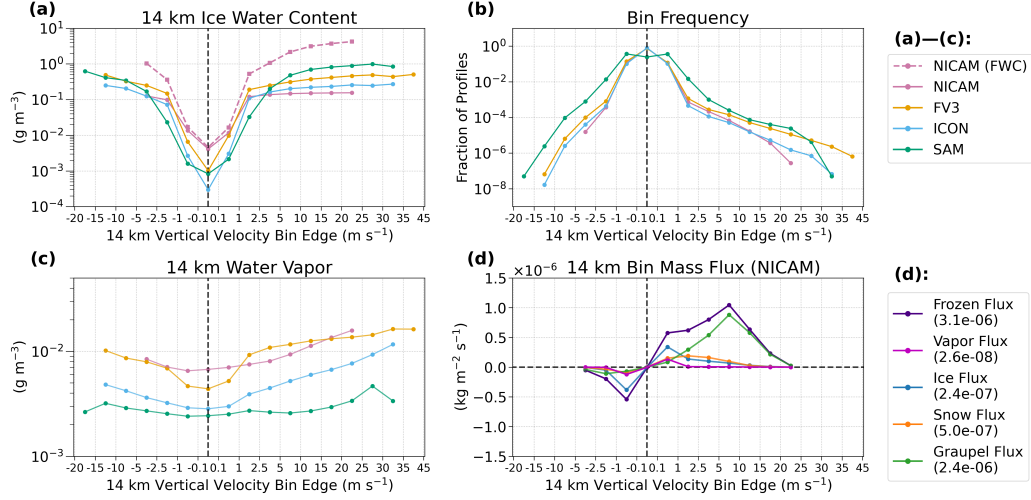 (a)
14 km Ice Water Content
10¹
10⁰
10⁻¹
10⁻²
10⁻³
10⁻⁴
(g m⁻³)
-20 -15 -10 -5 -2.5 -1 -0.1 0.1 1 2.5 5 10 15 20 25 30 35 40 45
14 km Vertical Velocity Bin Edge (m s⁻¹)
(b)
Bin Frequency
10⁰
10⁻²
10⁻⁴
10⁻⁶
10⁻⁸
Fraction of Profiles
-20 -15 -10 -5 -2.5 -1 -0.1 0.1 1 2.5 5 10 15 20 25 30 35 40 45
14 km Vertical Velocity Bin Edge (m s⁻¹)
(a)—(c):
NICAM (FWC)
NICAM
FV3
ICON
SAM
(c)
14 km Water Vapor
10⁻²
10⁻³
(g m⁻³)
-20 -15 -10 -5 -2.5 -1 -0.1 0.1 1 2.5 5 10 15 20 25 30 35 40 45
14 km Vertical Velocity Bin Edge (m s⁻¹)
(d)
×10⁻⁶
14 km Bin Mass Flux (NICAM)
1.5
1.0
0.5
0.0
−0.5
−1.0
−1.5
(kg m⁻² s⁻¹)
-20 -15 -10 -5 -2.5 -1 -0.1 0.1 1 2.5 5 10 15 20 25 30 35 40 45
14 km Vertical Velocity Bin Edge (m s⁻¹)
(d):
Frozen Flux
(3.1e-06)
Vapor Flux
(2.6e-08)
Ice Flux
(2.4e-07)
Snow Flux
(5.0e-07)
Graupel Flux
(2.4e-06)